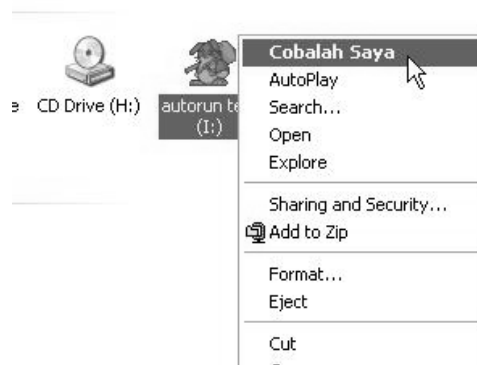 CD Drive (H:)
autorun te
(I:)
Cobalah Saya
AutoPlay
Search...
Open
Explore
Sharing and Security...
Add to Zip
Format...
Eject
Cut